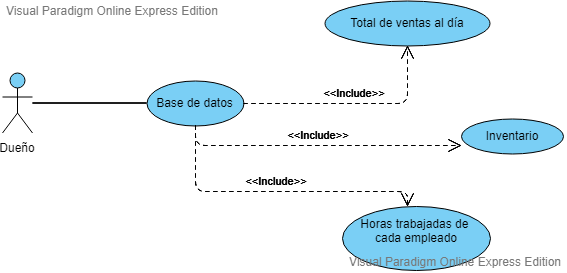 Visual Paradigm Online Express Edition
Total de ventas al día
<<Include>>
Base de datos
<<Include>>
Inventario
Dueño
<<Include>>
Horas trabajadas de
cada empleado
Visual Paradigm Online Express Edition